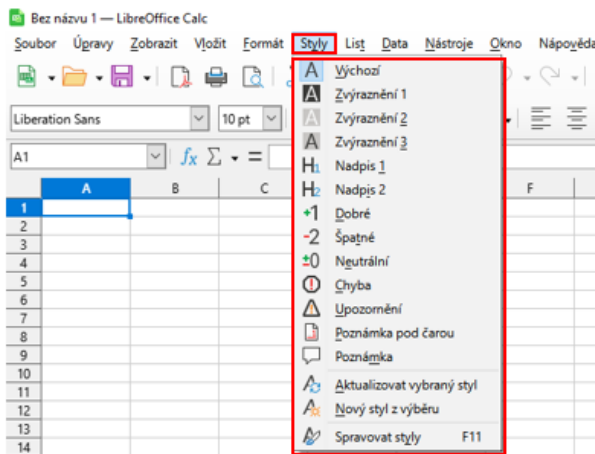 Bez názvu 1 — LibreOffice Calc
Soubor Úpravy Zobrazit Vložit Formát Styly List Data Nástroje Okno Nápověda
Liberation Sans 10 pt
A1
A B C F
1
2
3
4
5
6
7
8
9
10
11
12
13
14
Výchozí
Zvýraznění 1
Zvýraznění 2
Zvýraznění 3
Nadpis 1
Nadpis 2
Dobré
Špatné
Neutrální
Chyba
Upozornění
Poznámka pod čarou
Poznámka
Aktualizovat vybraný styl
Nový styl z výběru
Spravovat styly F11